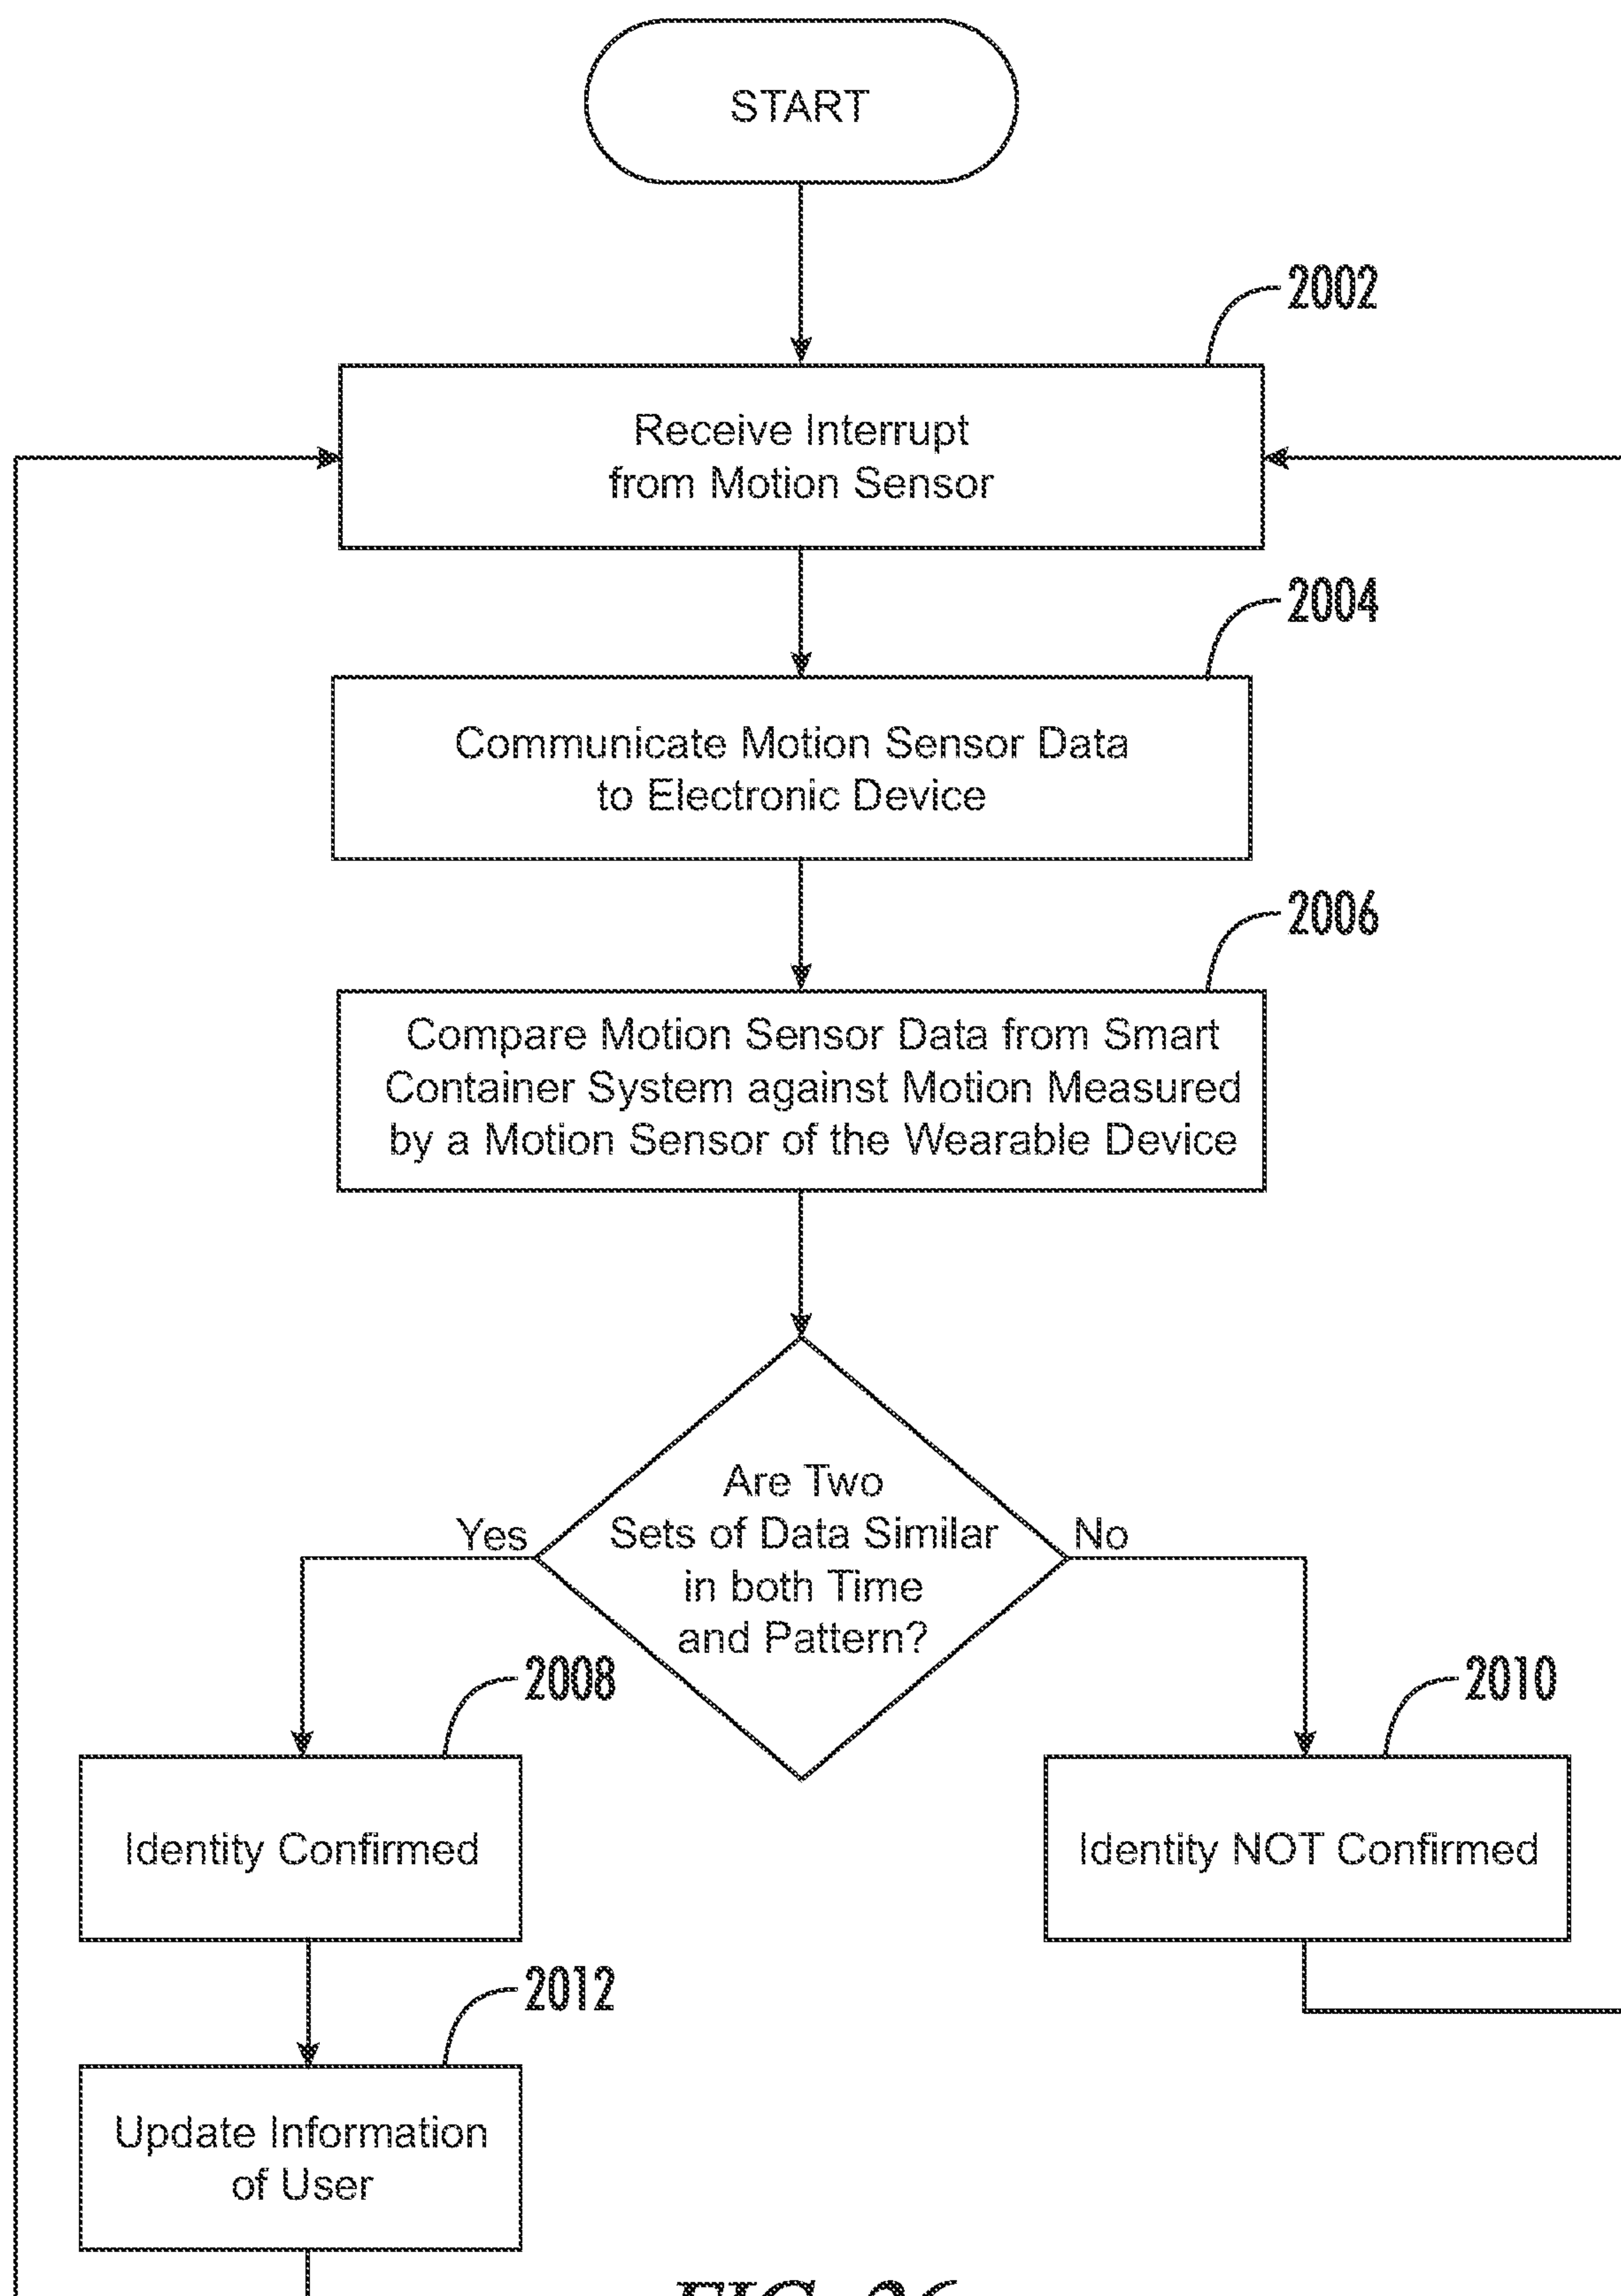 START
2002
Receive Interrupt
from Motion Sensor
2004
Communicate Motion Sensor Data
to Electronic Device
2006
Compare Motion Sensor Data from Smart
Container System against Motion Measured
by a Motion Sensor of the Wearable Device
Are Two
Sets of Data Similar
in both Time
and Pattern?
Yes
No
2008
2010
Identity Confirmed
Identity NOT Confirmed
2012
Update Information
of User